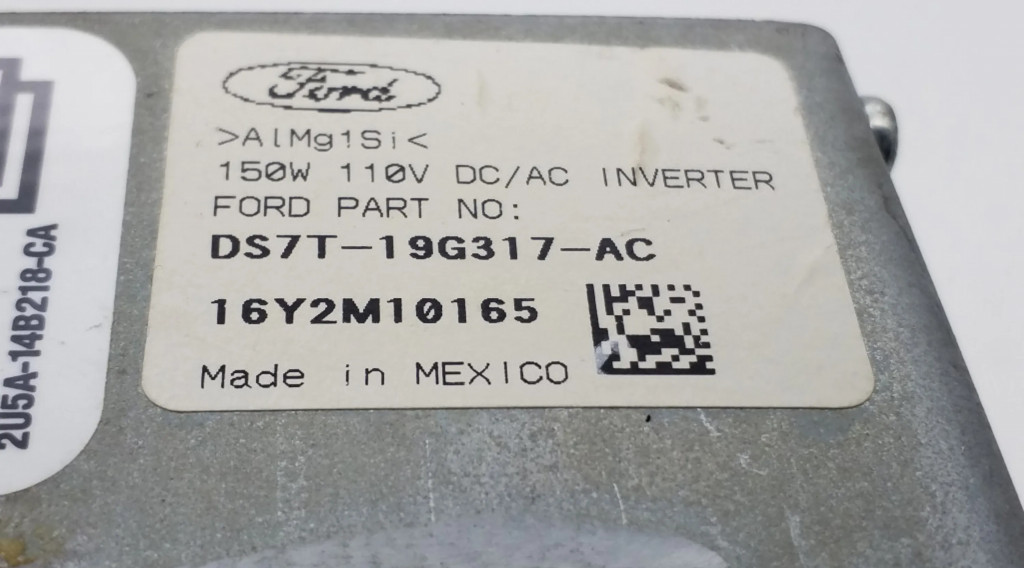 Ford
>AlMg1Si<
150W 110V DC/AC INVERTER
FORD PART NO:
DS7T-19G317-AC
16Y2M10165
Made in MEXICO
2U5A-14B218-CA